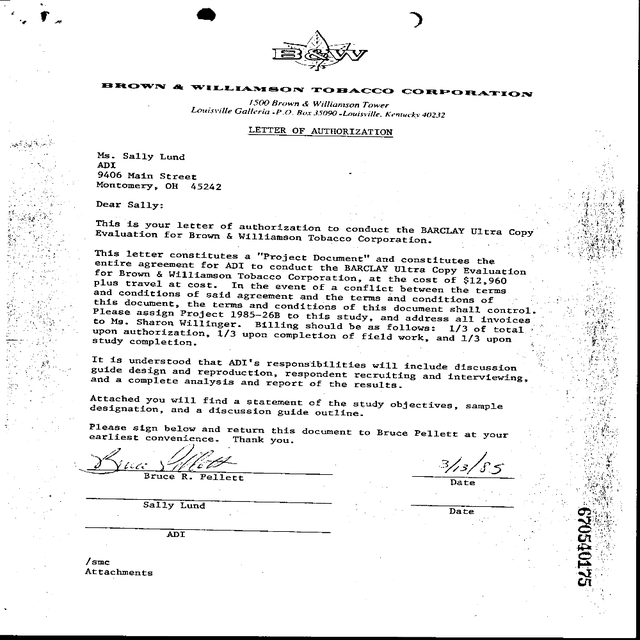 B&W
BROWN & WILLIAMSON TOBACCO CORPORATION
1500 Brown & Williamson Tower
Louisville Galleria - P.O. Box 35090 - Louisville, Kentucky 40232
LETTER OF AUTHORIZATION
Ms. Sally Lund
ADI
9406 Main Street
Montomery, OH 45242
Dear Sally:
This is your letter of authorization to conduct the BARCLAY Ultra Copy
Evaluation for Brown & Williamson Tobacco Corporation.
This letter constitutes a "Project Document" and constitutes the
entire agreement for ADI to conduct the BARCLAY Ultra Copy Evaluation
for Brown & Williamson Tobacco Corporation, at the cost of $12,960
plus travel at cost. In the event of a conflict between the terms
and conditions of said agreement and the terms and conditions of
this document, the terms and conditions of this document shall control.
Please assign Project 1985-26B to this study, and address all invoices
to Ms. Sharon Willinger. Billing should be as follows: 1/3 of total
upon authorization, 1/3 upon completion of field work, and 1/3 upon
study completion.
It is understood that ADI's responsibilities will include discussion
guide design and reproduction, respondent recruiting and interviewing,
and a complete analysis and report of the results.
Attached you will find a statement of the study objectives, sample
designation, and a discussion guide outline.
Please sign below and return this document to Bruce Pellett at your
earliest convenience. Thank you.
Bruce Pellett 3/13/85
Bruce R. Pellett Date
Sally Lund Date
ADI
/smc
Attachments
670540175